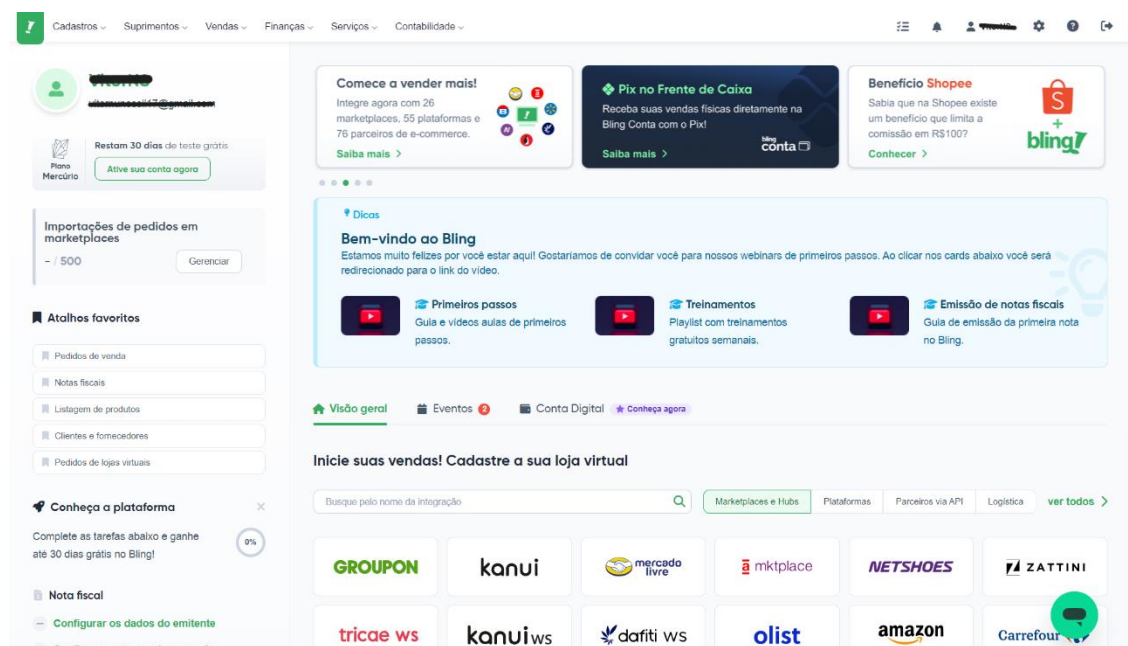 Cadastros
Suprimentos
Vendas
Finanças
Serviços
Contabilidade
Plano
Mercúrio
Restam 30 dias de teste grátis
Ative sua conta agora
Importações de pedidos em
marketplaces
- / 500
Gerenciar
Atalhos favoritos
Pedidos de venda
Notas fiscais
Listagem de produtos
Clientes e fornecedores
Pedidos de lojas virtuais
Conheça a plataforma
Complete as tarefas abaixo e ganhe
até 30 dias grátis no Bling!
0%
Nota fiscal
Configurar os dados do emitente
Comece a vender mais!
Integre agora com 26
marketplaces, 55 plataformas e
76 parceiros de e-commerce.
Saiba mais >
Pix no Frente de Caixa
Receba suas vendas físicas diretamente na
Bling Conta com o Pix!
Saiba mais >
bling
conta
Benefício Shopee
Sabia que na Shopee existe
um benefício que limita a
comissão em R$100?
Conhecer >
S
+
bling!
Dicas
Bem-vindo ao Bling
Estamos muito felizes por você estar aqui! Gostaríamos de convidar você para nossos webinars de primeiros passos. Ao clicar nos cards abaixo você será
redirecionado para o link do vídeo.
Primeiros passos
Guia e vídeos aulas de primeiros
passos.
Treinamentos
Playlist com treinamentos
gratuitos semanais.
Emissão de notas fiscais
Guia de emissão da primeira nota
no Bling.
Visão geral
Eventos 2
Conta Digital
Conheça agora
Inicie suas vendas! Cadastre a sua loja virtual
Busque pelo nome da integração
Marketplaces e Hubs
Plataformas
Parceiros via API
Logística
ver todos >
GROUPON
kanui
mercado
livre
a mktplace
NETSHOES
ZATTINI
tricae ws
kanui ws
dafiti ws
olist
amazon
Carrefour